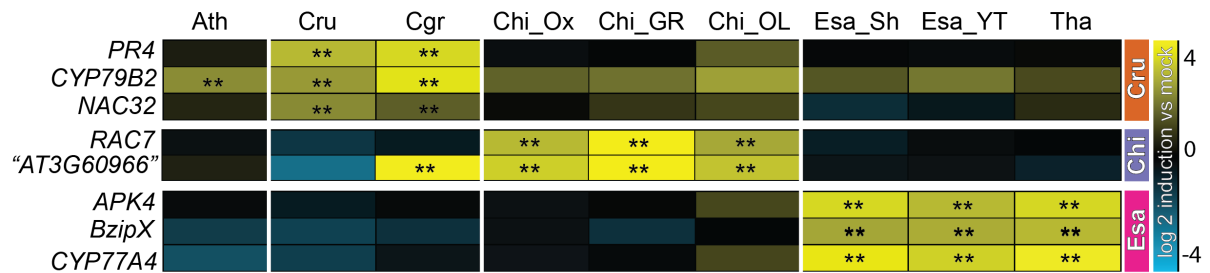 Ath Cru Cgr Chi_Ox Chi_GR Chi_OL Esa_Sh Esa_YT Tha
PR4 ** **
CYP79B2 ** ** **
NAC32 ** **
Cru
RAC7 ** ** **
“AT3G60966” ** ** ** **
Chi
APK4 ** ** **
BzipX ** ** **
CYP77A4 ** ** **
Esa
log 2 induction vs mock
4
0
-4